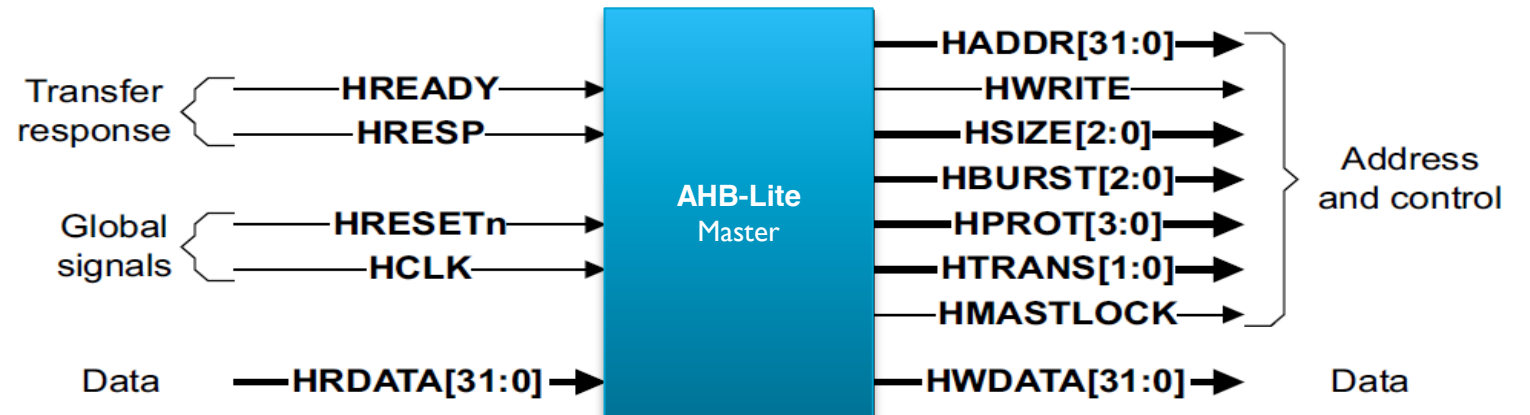 Transfer
response
HREADY
HRESP
Global
signals
HRESETn
HCLK
Data
HRDATA[31:0]
AHB-Lite
Master
HADDR[31:0]
HWRITE
HSIZE[2:0]
HBURST[2:0]
HPROT[3:0]
HTRANS[1:0]
HMASTLOCK
Address
and control
HWDATA[31:0]
Data